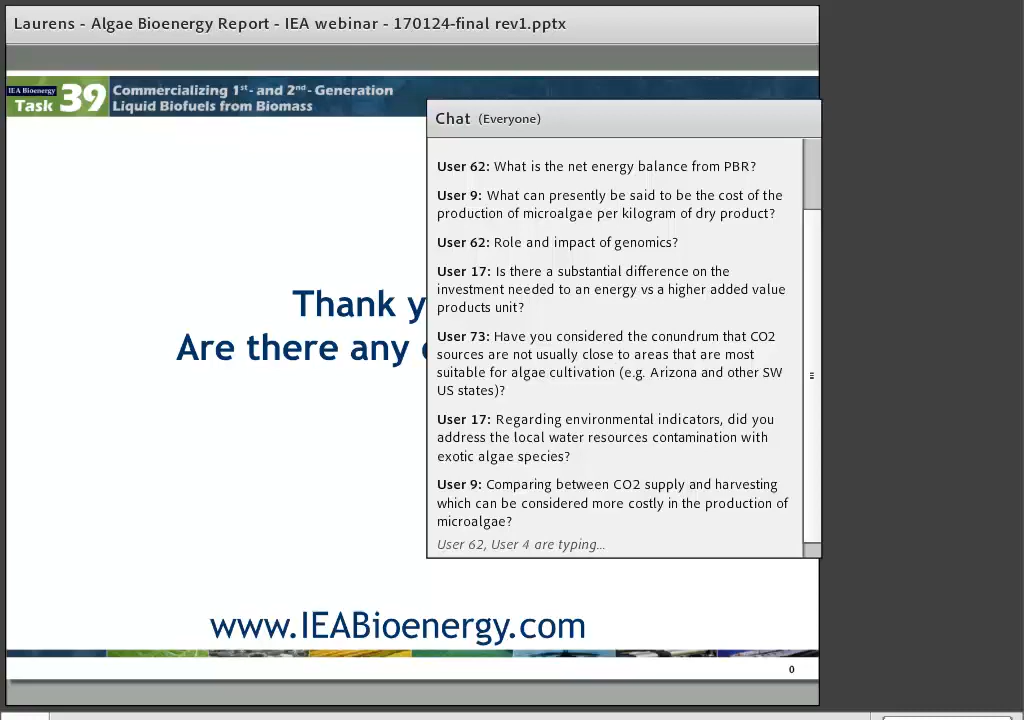 Laurens - Algae Bioenergy Report - IEA webinar - 170124-final rev1.pptx
IEA Bioenergy
Task 39
Commercializing 1st- and 2nd- Generation
Liquid Biofuels from Biomass
Chat (Everyone)
User 62: What is the net energy balance from PBR?
User 9: What can presently be said to be the cost of the
production of microalgae per kilogram of dry product?
User 62: Role and impact of genomics?
User 17: Is there a substantial difference on the
investment needed to an energy vs a higher added value
products unit?
User 73: Have you considered the conundrum that CO2
sources are not usually close to areas that are most
suitable for algae cultivation (e.g. Arizona and other SW
US states)?
User 17: Regarding environmental indicators, did you
address the local water resources contamination with
exotic algae species?
User 9: Comparing between CO2 supply and harvesting
which can be considered more costly in the production of
microalgae?
User 62, User 4 are typing...
Thank y
Are there any
www.IEABioenergy.com
0